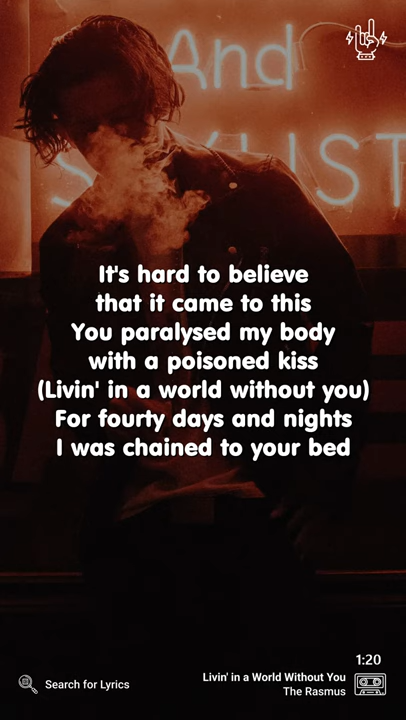 And
It's hard to believe
that it came to this
You paralysed my body
with a poisoned kiss
(Livin' in a world without you)
For fourty days and nights
I was chained to your bed
1:20
Search for Lyrics
Livin' in a World Without You
The Rasmus